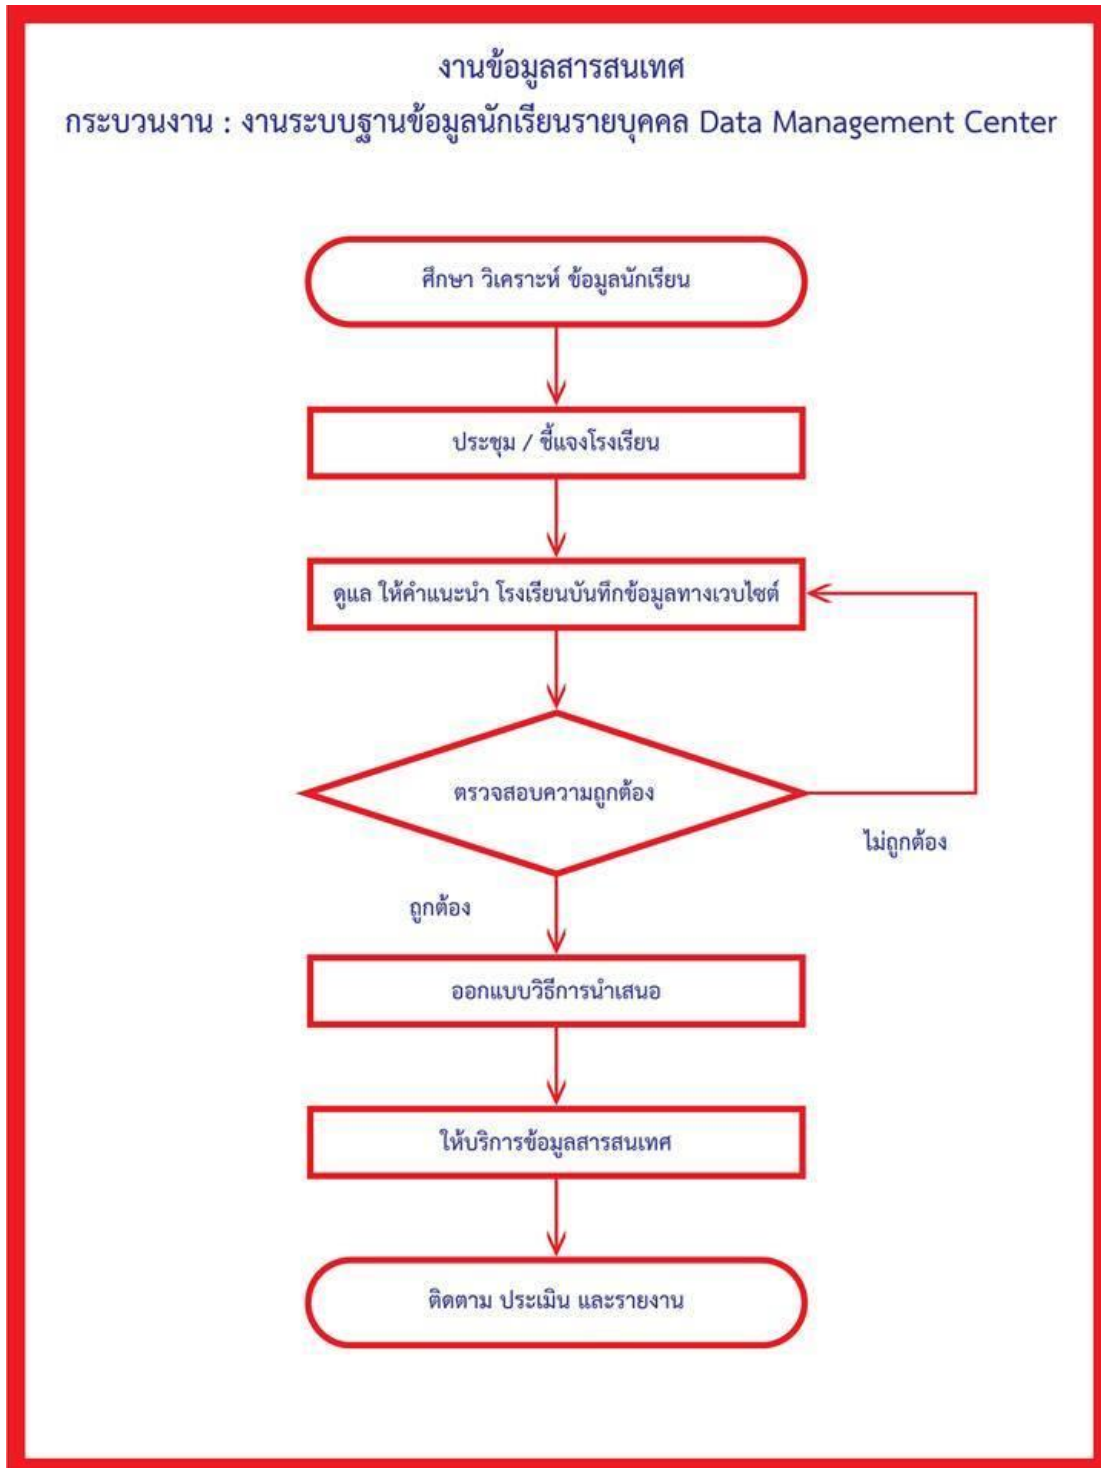 งานข้อมูลสารสนเทศ
กระบวนงาน : งานระบบฐานข้อมูลนักเรียนรายบุคคล Data Management Center
ศึกษา วิเคราะห์ ข้อมูลนักเรียน
ประชุม / ชี้แจงโรงเรียน
ดูแล ให้คำแนะนำ โรงเรียนบันทึกข้อมูลทางเวบไซต์
ตรวจสอบความถูกต้อง
ไม่ถูกต้อง
ถูกต้อง
ออกแบบวิธีการนำเสนอ
ให้บริการข้อมูลสารสนเทศ
ติดตาม ประเมิน และรายงาน